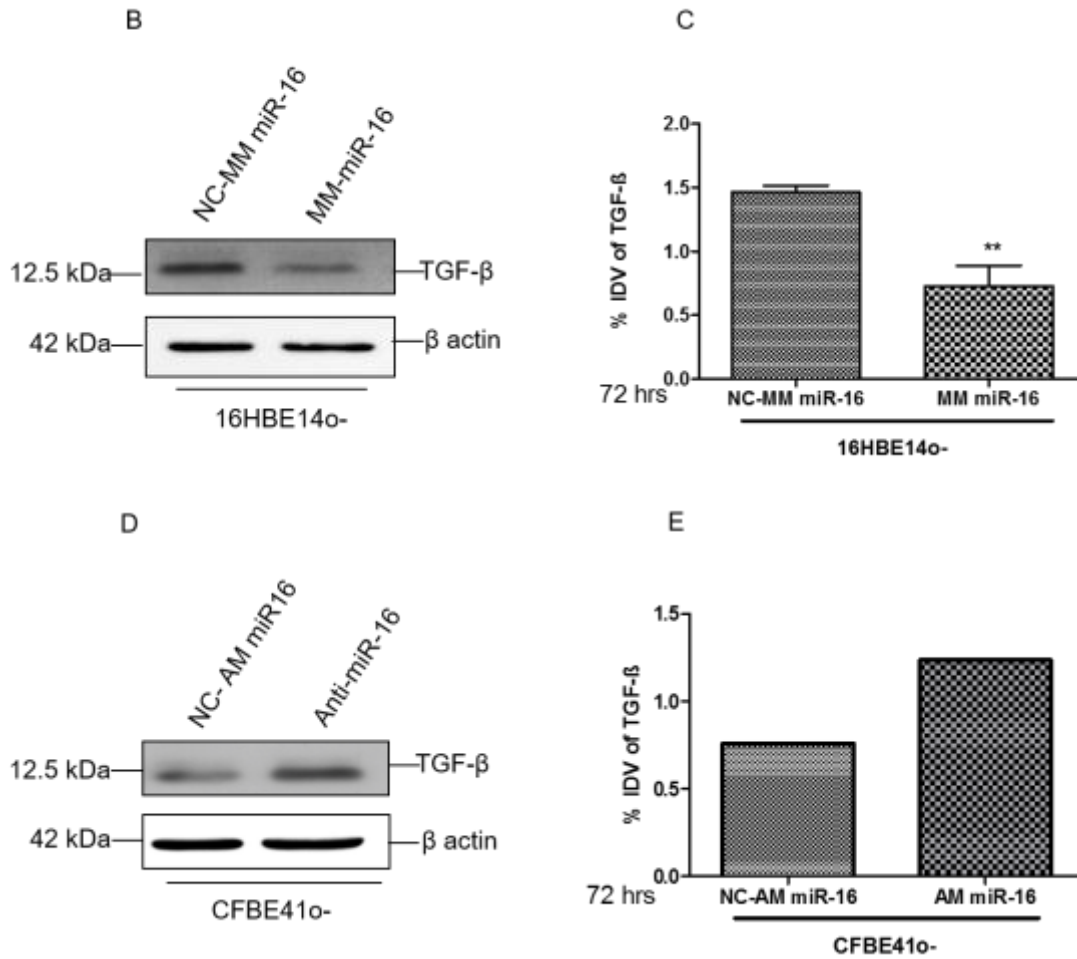 B
NC-MM miR-16
MM-miR-16
12.5 kDa
TGF-β
42 kDa
β actin
16HBE14o-
C
% IDV of TGF-ß
2.0
1.5
1.0
0.5
0.0
**
72 hrs
NC-MM miR-16
MM miR-16
16HBE14o-
D
NC- AM miR16
Anti-miR-16
12.5 kDa
TGF-β
42 kDa
β actin
CFBE41o-
E
% IDV of TGF-ß
1.5
1.0
0.5
0.0
72 hrs
NC-AM miR-16
AM miR-16
CFBE41o-